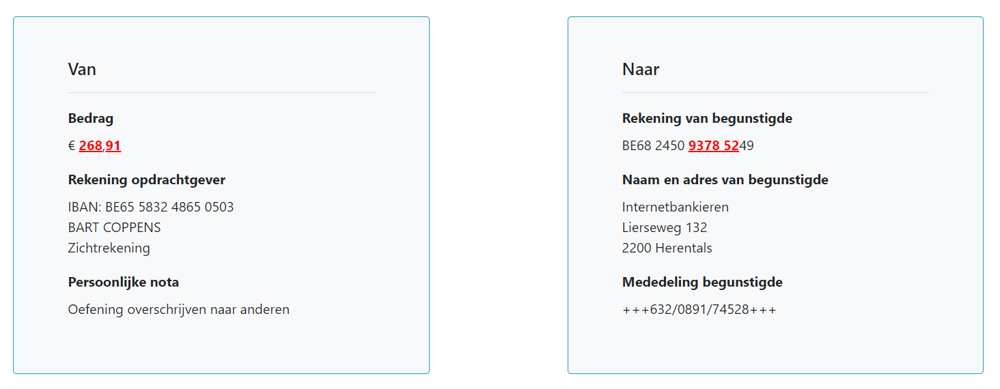 Van
Bedrag
€ 268,91
Rekening opdrachtgever
IBAN: BE65 5832 4865 0503
BART COPPENS
Zichtrekening
Persoonlijke nota
Oefening overschrijven naar anderen
Naar
Rekening van begunstigde
BE68 2450 9378 5249
Naam en adres van begunstigde
Internetbankieren
Lierseweg 132
2200 Herentals
Mededeling begunstigde
+++632/0891/74528+++